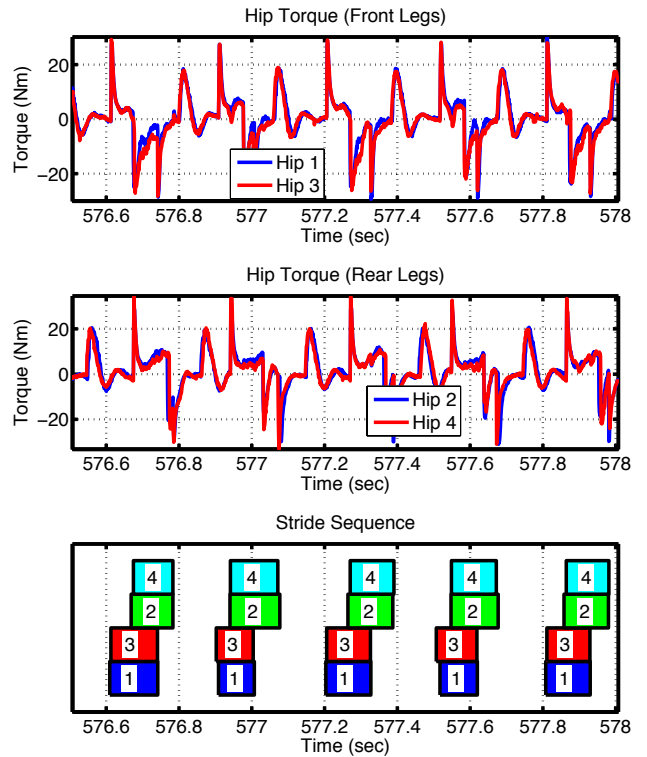 Hip Torque (Front Legs)
Torque (Nm)
20
0
−20
Hip 1
Hip 3
576.6 576.8 577 577.2 577.4 577.6 577.8 578
Time (sec)
Hip Torque (Rear Legs)
Torque (Nm)
20
0
−20
Hip 2
Hip 4
576.6 576.8 577 577.2 577.4 577.6 577.8 578
Time (sec)
Stride Sequence
4 4 4 4 4
2 2 2 2 2
3 3 3 3 3
1 1 1 1 1
576.6 576.8 577 577.2 577.4 577.6 577.8 578
Time (sec)